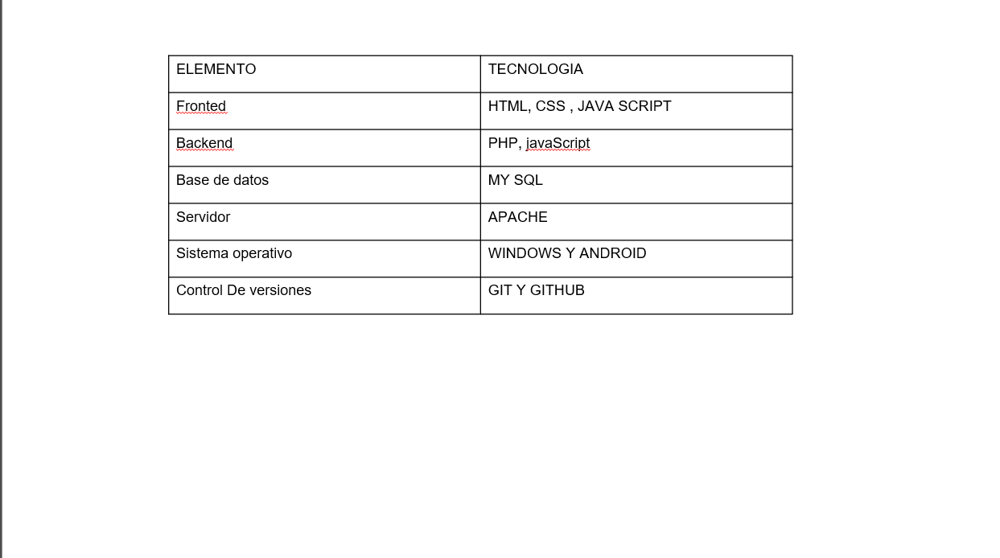 ELEMENTO TECNOLOGIA
Fronted HTML, CSS , JAVA SCRIPT
Backend PHP, javaScript
Base de datos MY SQL
Servidor APACHE
Sistema operativo WINDOWS Y ANDROID
Control De versiones GIT Y GITHUB